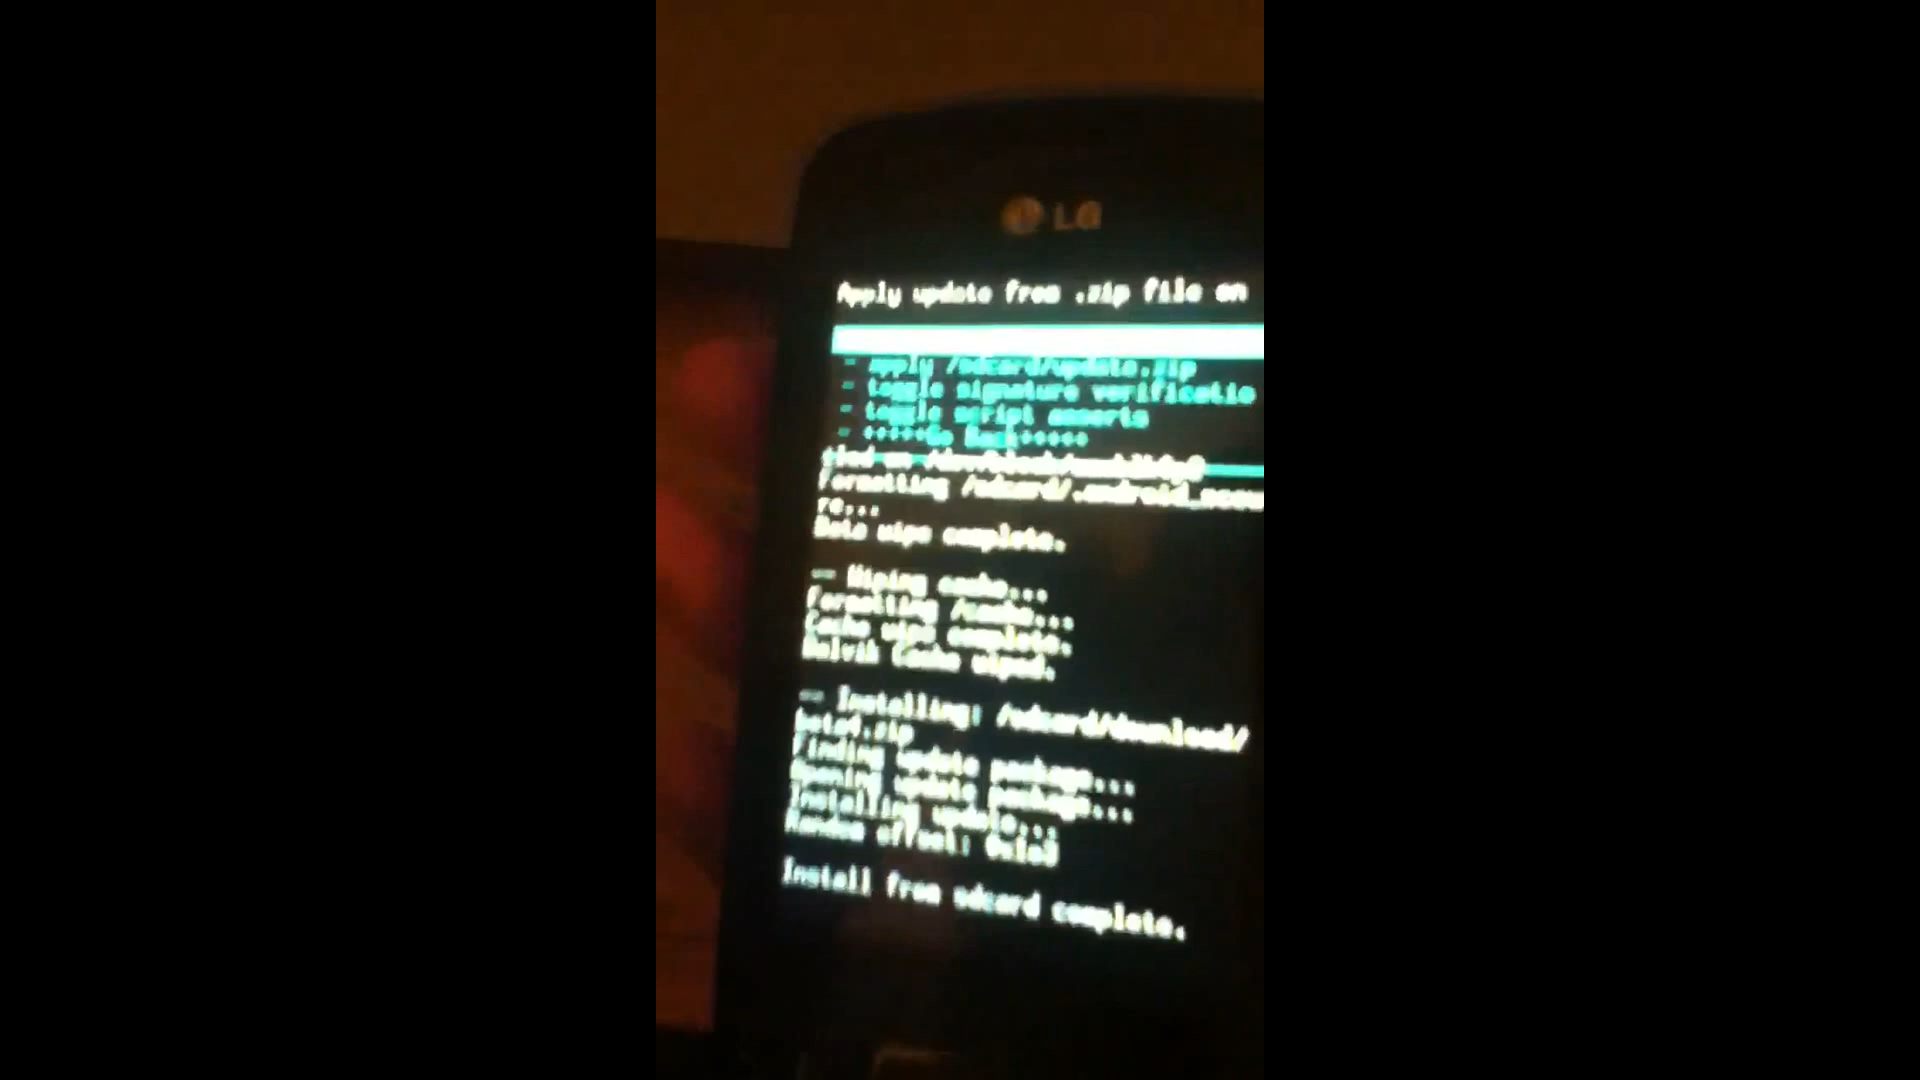 LG
Apply update from .zip file on
- apply /sdcard/update.zip
- toggle signature verificatio
- toggle script asserts
- +++++Go Back+++++
Formatting /sdcard/.android_secu
re...
Data wipe complete.
-- Wiping cache...
Formatting /cache...
Cache wipe complete.
Dalvik Cache wiped.
-- Installing: /sdcard/download/
Finding update package...
Opening update package...
Installing update...
Install from sdcard complete.